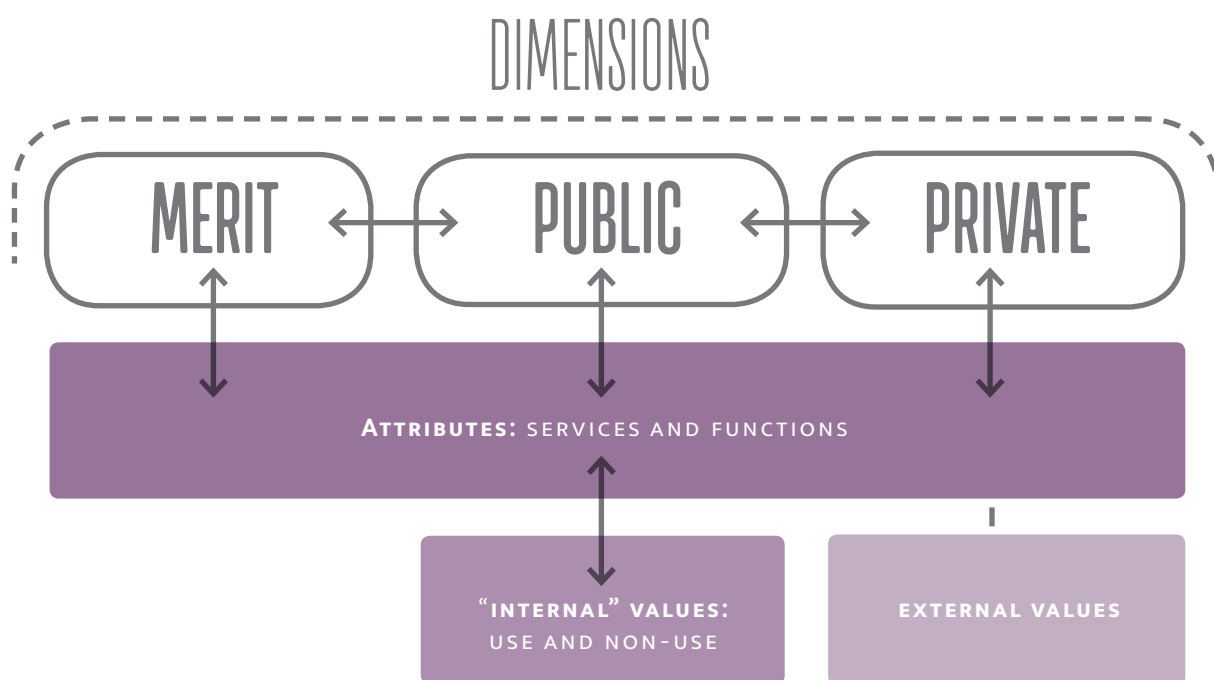 DIMENSIONS
MERIT
PUBLIC
PRIVATE
ATTRIBUTES: SERVICES AND FUNCTIONS
“INTERNAL” VALUES:
USE AND NON-USE
EXTERNAL VALUES